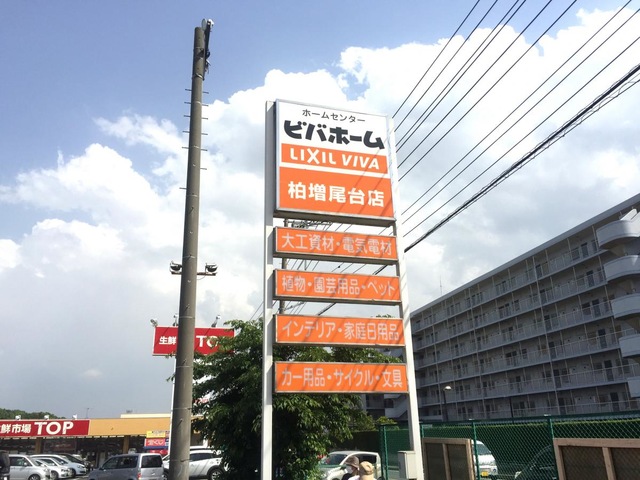 ホームセンター
ビバホーム
LIXIL VIVA
柏増尾台店
大工資材・電気電材
植物・園芸用品・ペット
インテリア・家庭日用品
カー用品・サイクル・文具
生鮮
TO
鮮市場 TOP